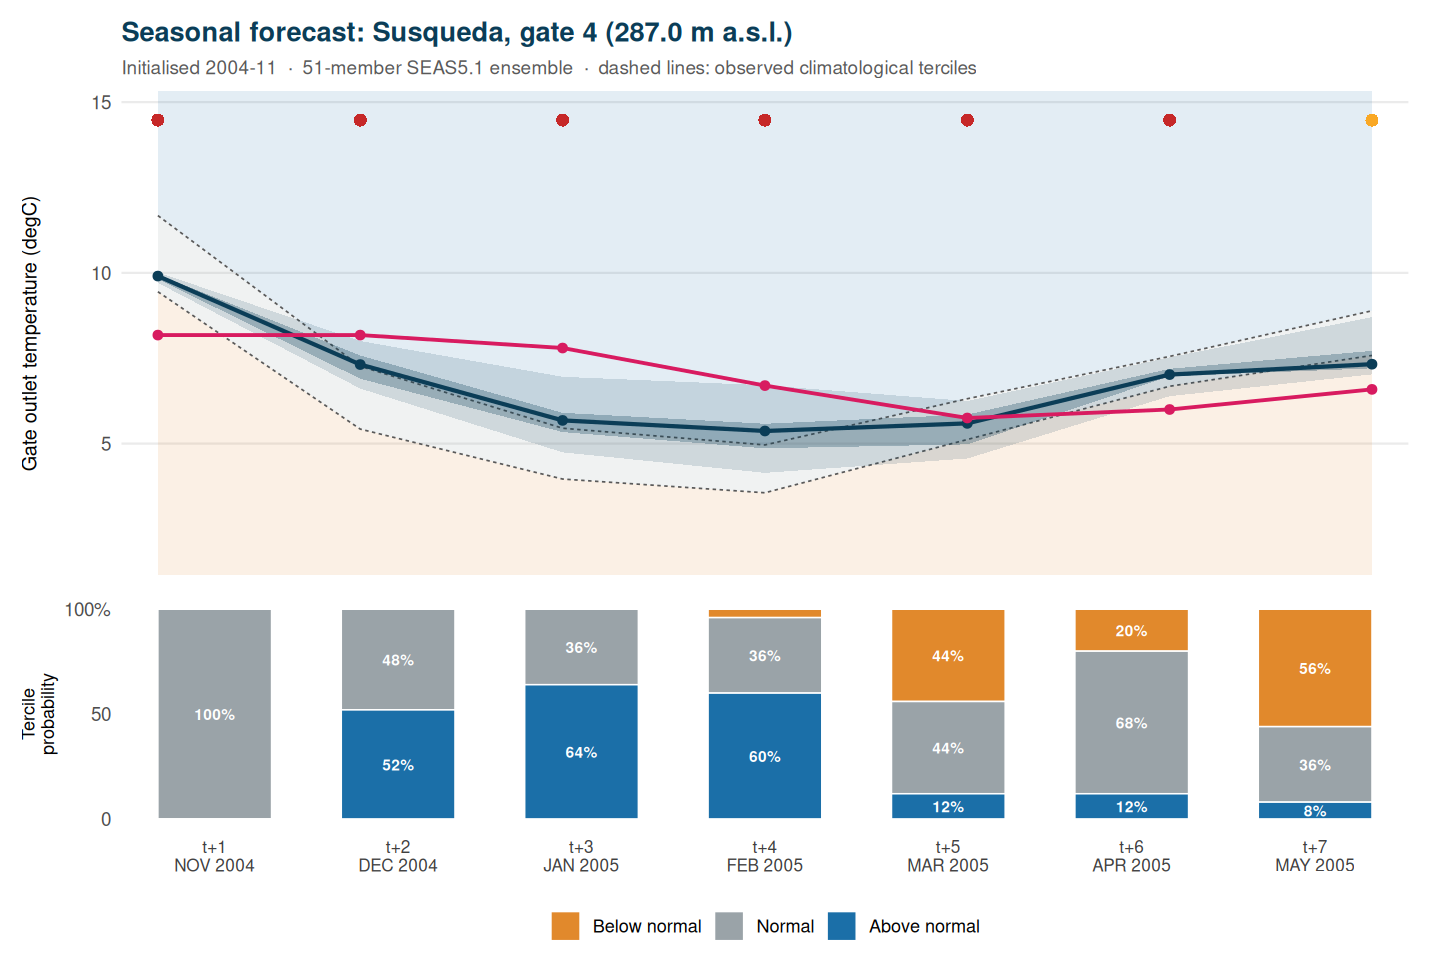 Seasonal forecast: Susqueda, gate 4 (287.0 m a.s.l.)
Initialised 2004-11 · 51-member SEAS5.1 ensemble · dashed lines: observed climatological terciles
Gate outlet temperature (degC)
15
10
5
Tercile
probability
100%
50
0
100%
48%
52%
36%
64%
36%
60%
44%
44%
12%
20%
68%
12%
56%
36%
8%
t+1
NOV 2004
t+2
DEC 2004
t+3
JAN 2005
t+4
FEB 2005
t+5
MAR 2005
t+6
APR 2005
t+7
MAY 2005
Below normal
Normal
Above normal